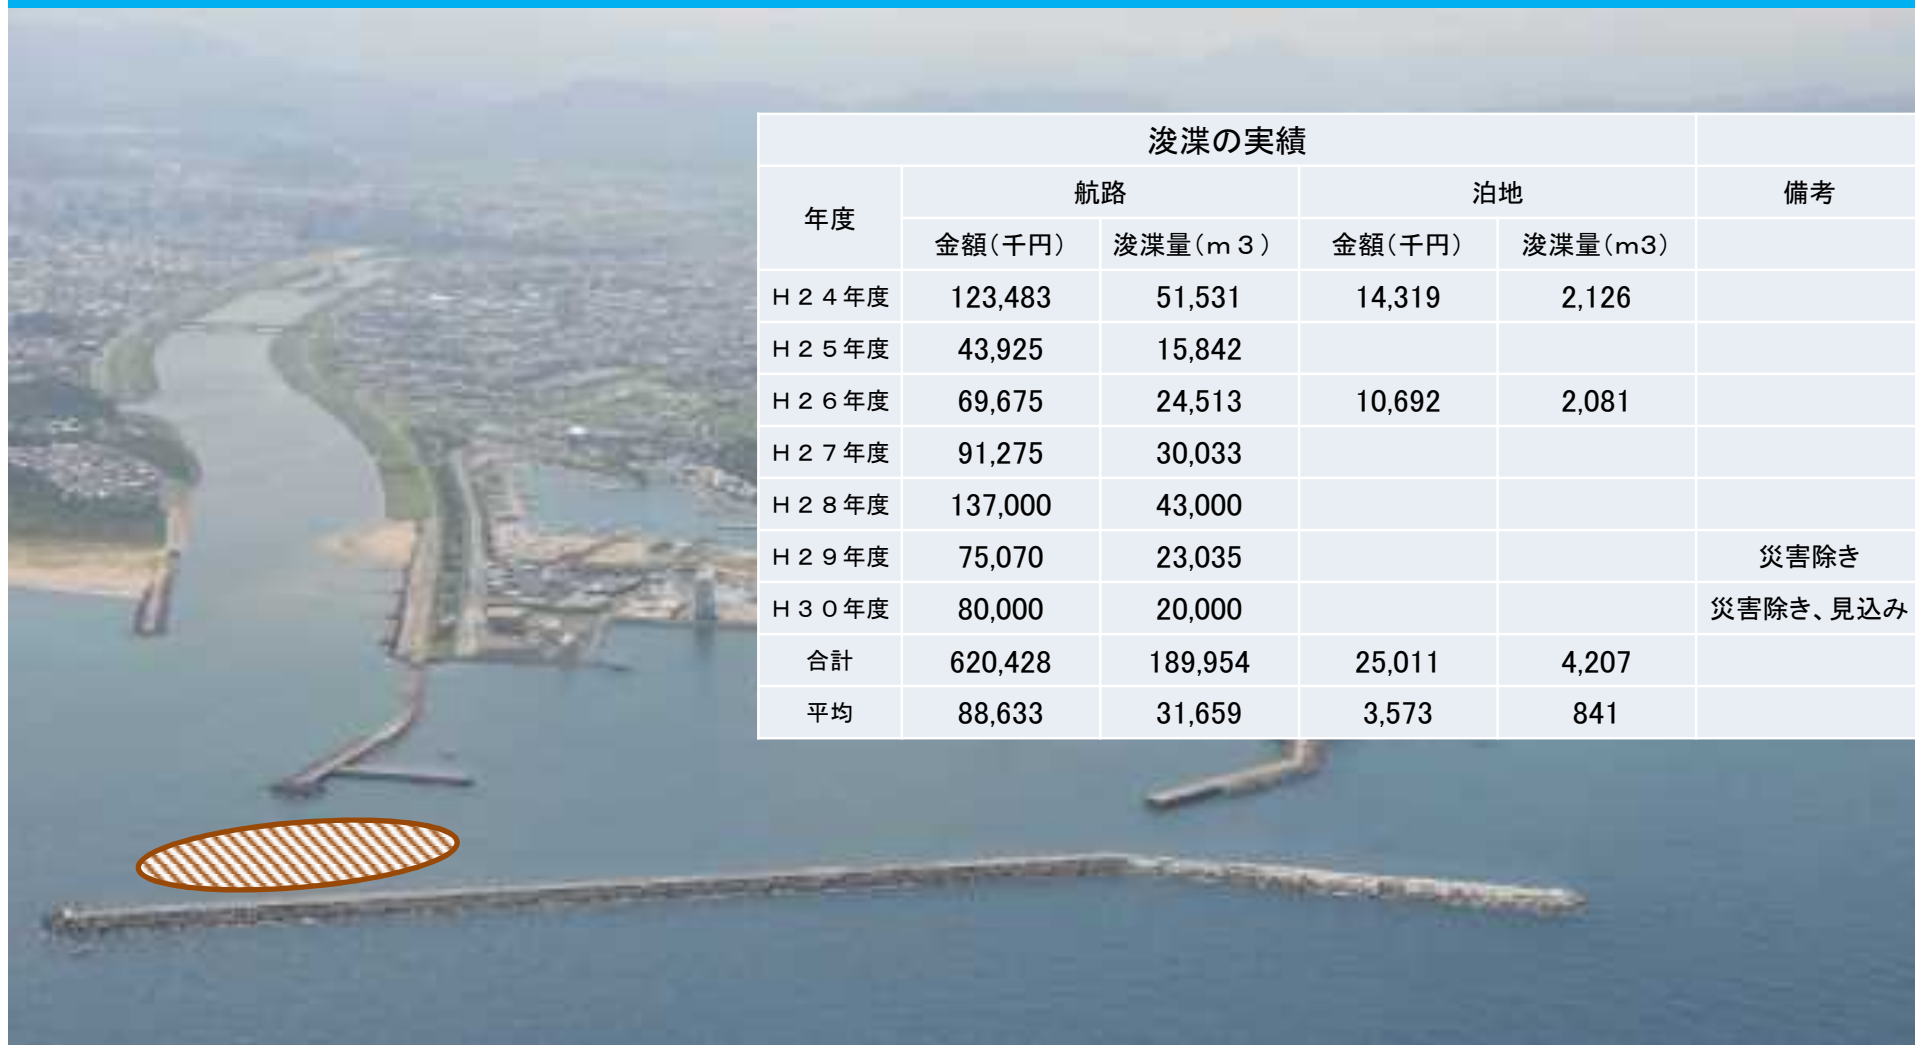 浚渫の実績
年度 航路 泊地 備考
金額(千円) 浚渫量(ｍ３) 金額(千円) 浚渫量(m3)
Ｈ２４年度 123,483 51,531 14,319 2,126
Ｈ２５年度 43,925 15,842
Ｈ２６年度 69,675 24,513 10,692 2,081
Ｈ２７年度 91,275 30,033
Ｈ２８年度 137,000 43,000
Ｈ２９年度 75,070 23,035 災害除き
Ｈ３０年度 80,000 20,000 災害除き、見込み
合計 620,428 189,954 25,011 4,207
平均 88,633 31,659 3,573 841